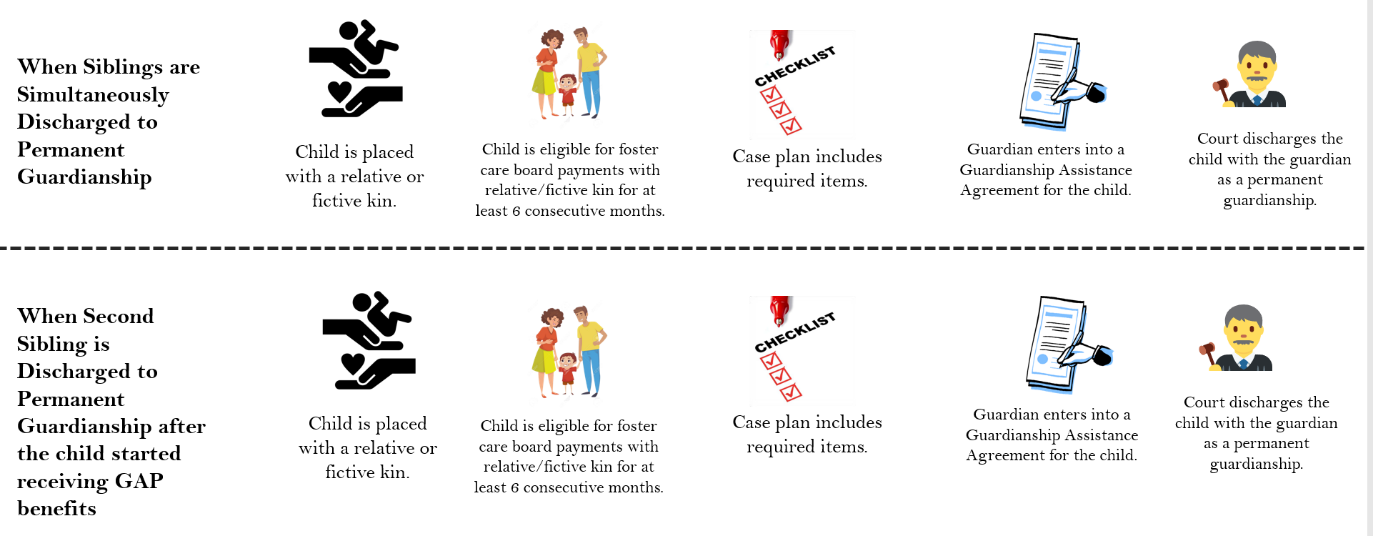 When Siblings are
Simultaneously
Discharged to
Permanent
Guardianship
Child is placed
with a relative or
fictive kin.
Child is eligible for foster
care board payments with
relative/fictive kin for at
least 6 consecutive months.
CHECKLIST
Case plan includes
required items.
Guardian enters into a
Guardianship Assistance
Agreement for the child.
Court discharges the
child with the guardian
as a permanent
guardianship.
When Second
Sibling is
Discharged to
Permanent
Guardianship after
the child started
receiving GAP
benefits
Child is placed
with a relative or
fictive kin.
Child is eligible for foster
care board payments with
relative/fictive kin for at
least 6 consecutive months.
CHECKLIST
Case plan includes
required items.
Guardian enters into a
Guardianship Assistance
Agreement for the child.
Court discharges the
child with the guardian
as a permanent
guardianship.